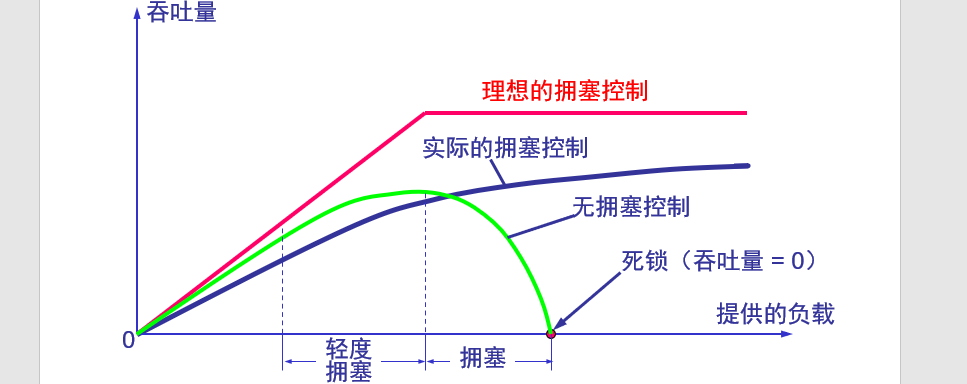 吞吐量
理想的拥塞控制
实际的拥塞控制
无拥塞控制
死锁（吞吐量 = 0）
提供的负载
0
轻度
拥塞
拥塞